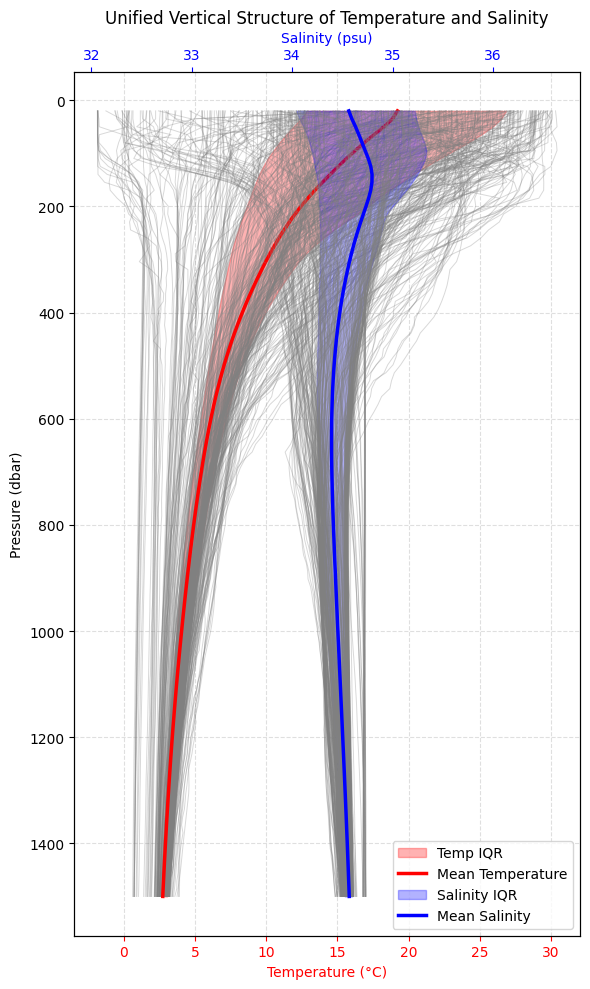 Unified Vertical Structure of Temperature and Salinity
Salinity (psu)
32 33 34 35 36
0
200
400
600
800
1000
1200
1400
Pressure (dbar)
Temp IQR
Mean Temperature
Salinity IQR
Mean Salinity
0 5 10 15 20 25 30
Temperature (°C)